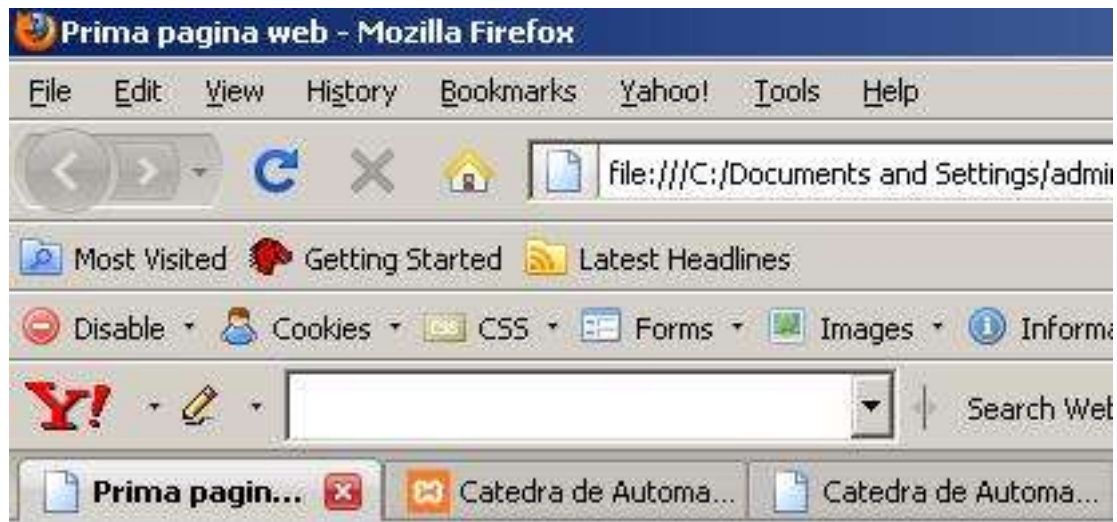 Prima pagina web - Mozilla Firefox
File Edit View History Bookmarks Yahoo! Tools Help
file:///C:/Documents and Settings/admi
Most Visited Getting Started Latest Headlines
Disable Cookies CSS Forms Images Informa
Y! Search Web
Prima pagin... Catedra de Automa... Catedra de Automa...